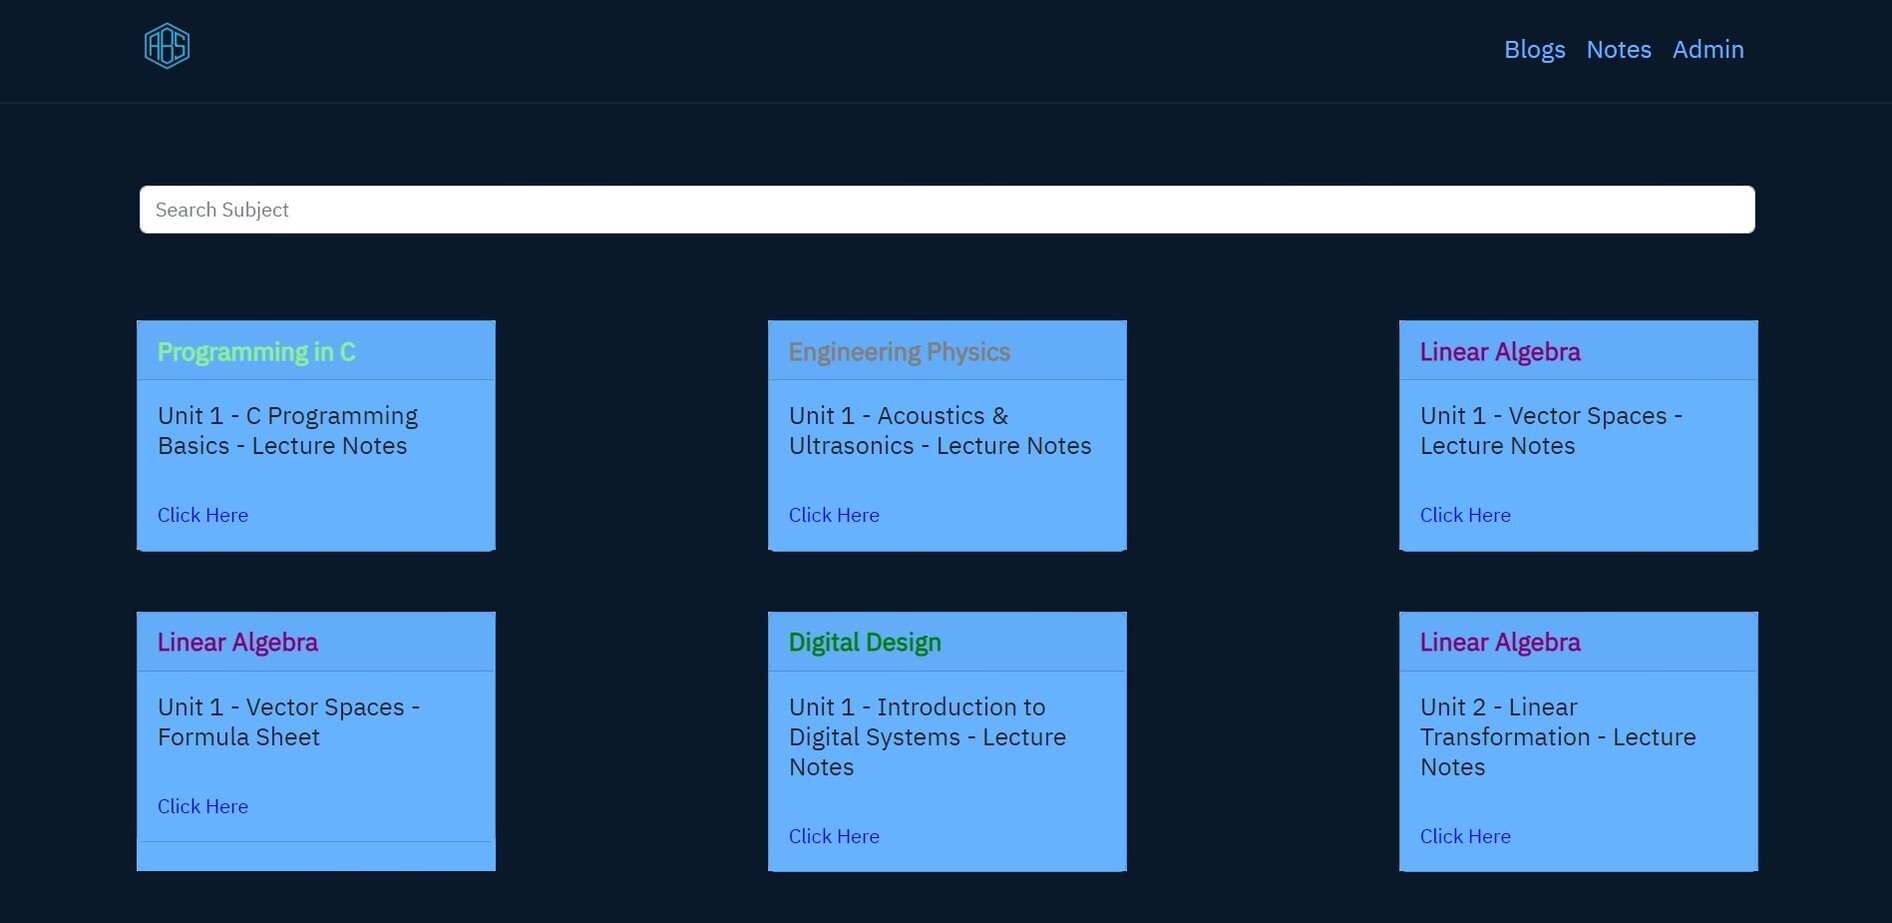 ABS
Blogs Notes Admin
Search Subject
Programming in C
Unit 1 - C Programming
Basics - Lecture Notes
Click Here
Engineering Physics
Unit 1 - Acoustics &
Ultrasonics - Lecture Notes
Click Here
Linear Algebra
Unit 1 - Vector Spaces -
Lecture Notes
Click Here
Linear Algebra
Unit 1 - Vector Spaces -
Formula Sheet
Click Here
Digital Design
Unit 1 - Introduction to
Digital Systems - Lecture
Notes
Click Here
Linear Algebra
Unit 2 - Linear
Transformation - Lecture
Notes
Click Here